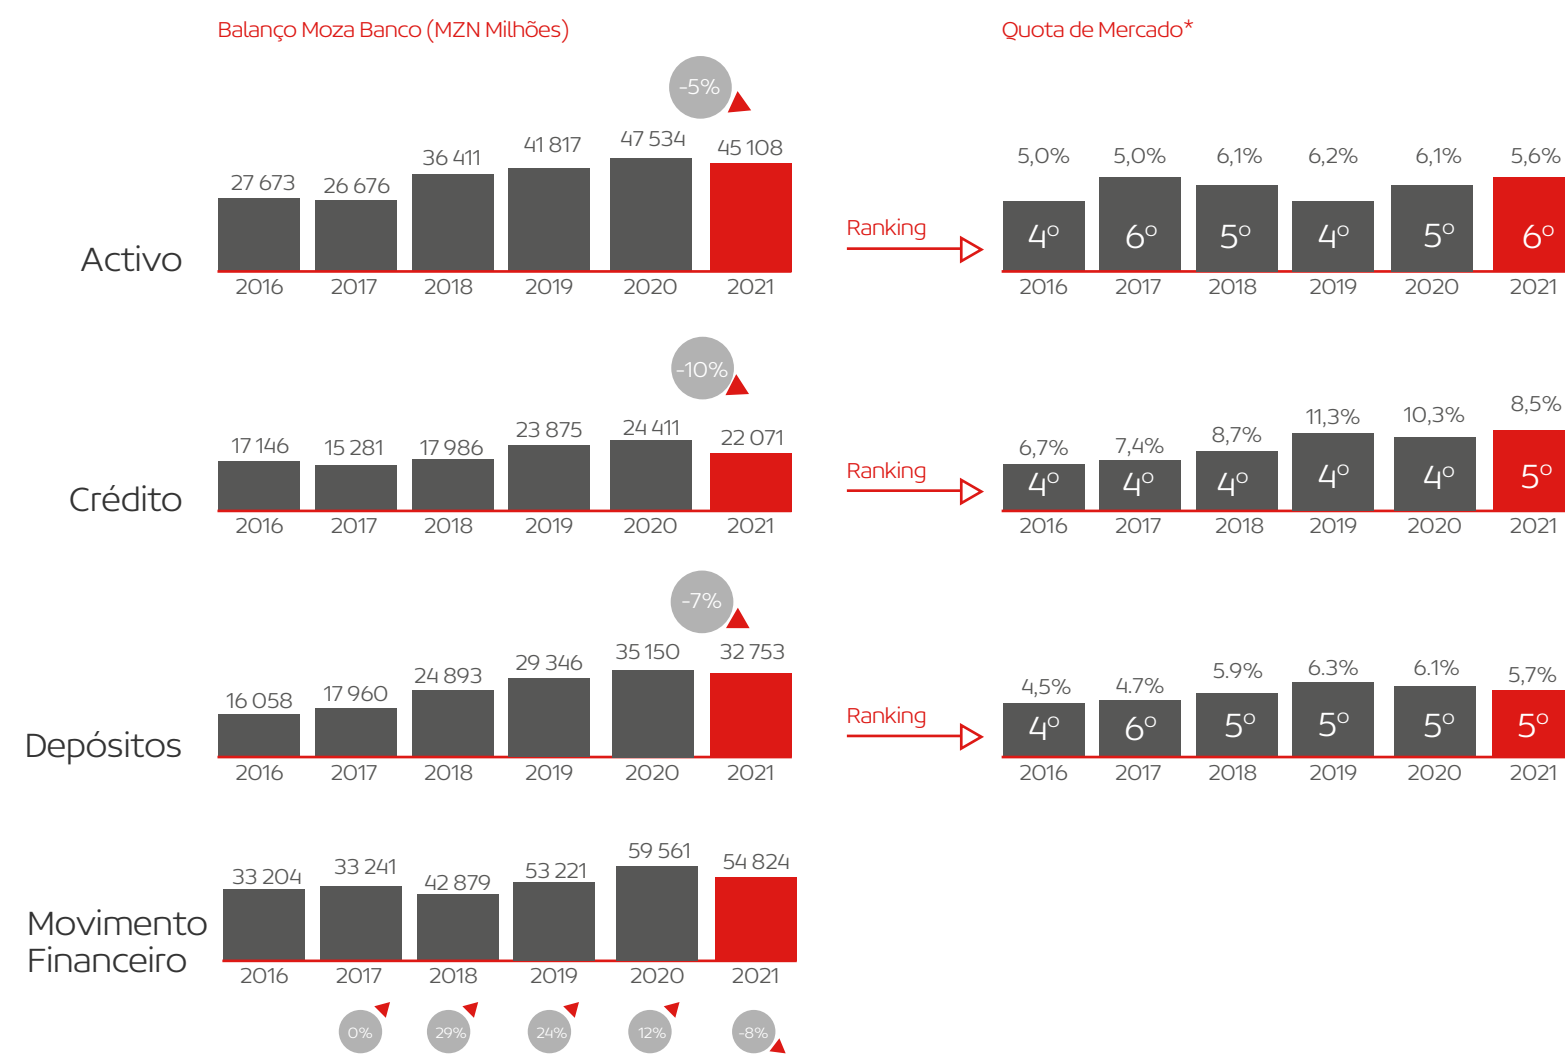 Balanço Moza Banco (MZN Milhões)
Quota de Mercado*
-5%
27 673 26 676 36 411 41 817 47 534 45 108
Activo
2016 2017 2018 2019 2020 2021
Ranking
5,0% 5,0% 6,1% 6,2% 6,1% 5,6%
4º 6º 5º 4º 5º 6º
2016 2017 2018 2019 2020 2021
-10%
17 146 15 281 17 986 23 875 24 411 22 071
Crédito
2016 2017 2018 2019 2020 2021
Ranking
6,7% 7,4% 8,7% 11,3% 10,3% 8,5%
4º 4º 4º 4º 4º 5º
2016 2017 2018 2019 2020 2021
-7%
16 058 17 960 24 893 29 346 35 150 32 753
Depósitos
2016 2017 2018 2019 2020 2021
Ranking
4,5% 4.7% 5.9% 6.3% 6.1% 5,7%
4º 6º 5º 5º 5º 5º
2016 2017 2018 2019 2020 2021
33 204 33 241 42 879 53 221 59 561 54 824
Movimento
Financeiro
2016 2017 2018 2019 2020 2021
0% 29% 24% 12% -8%